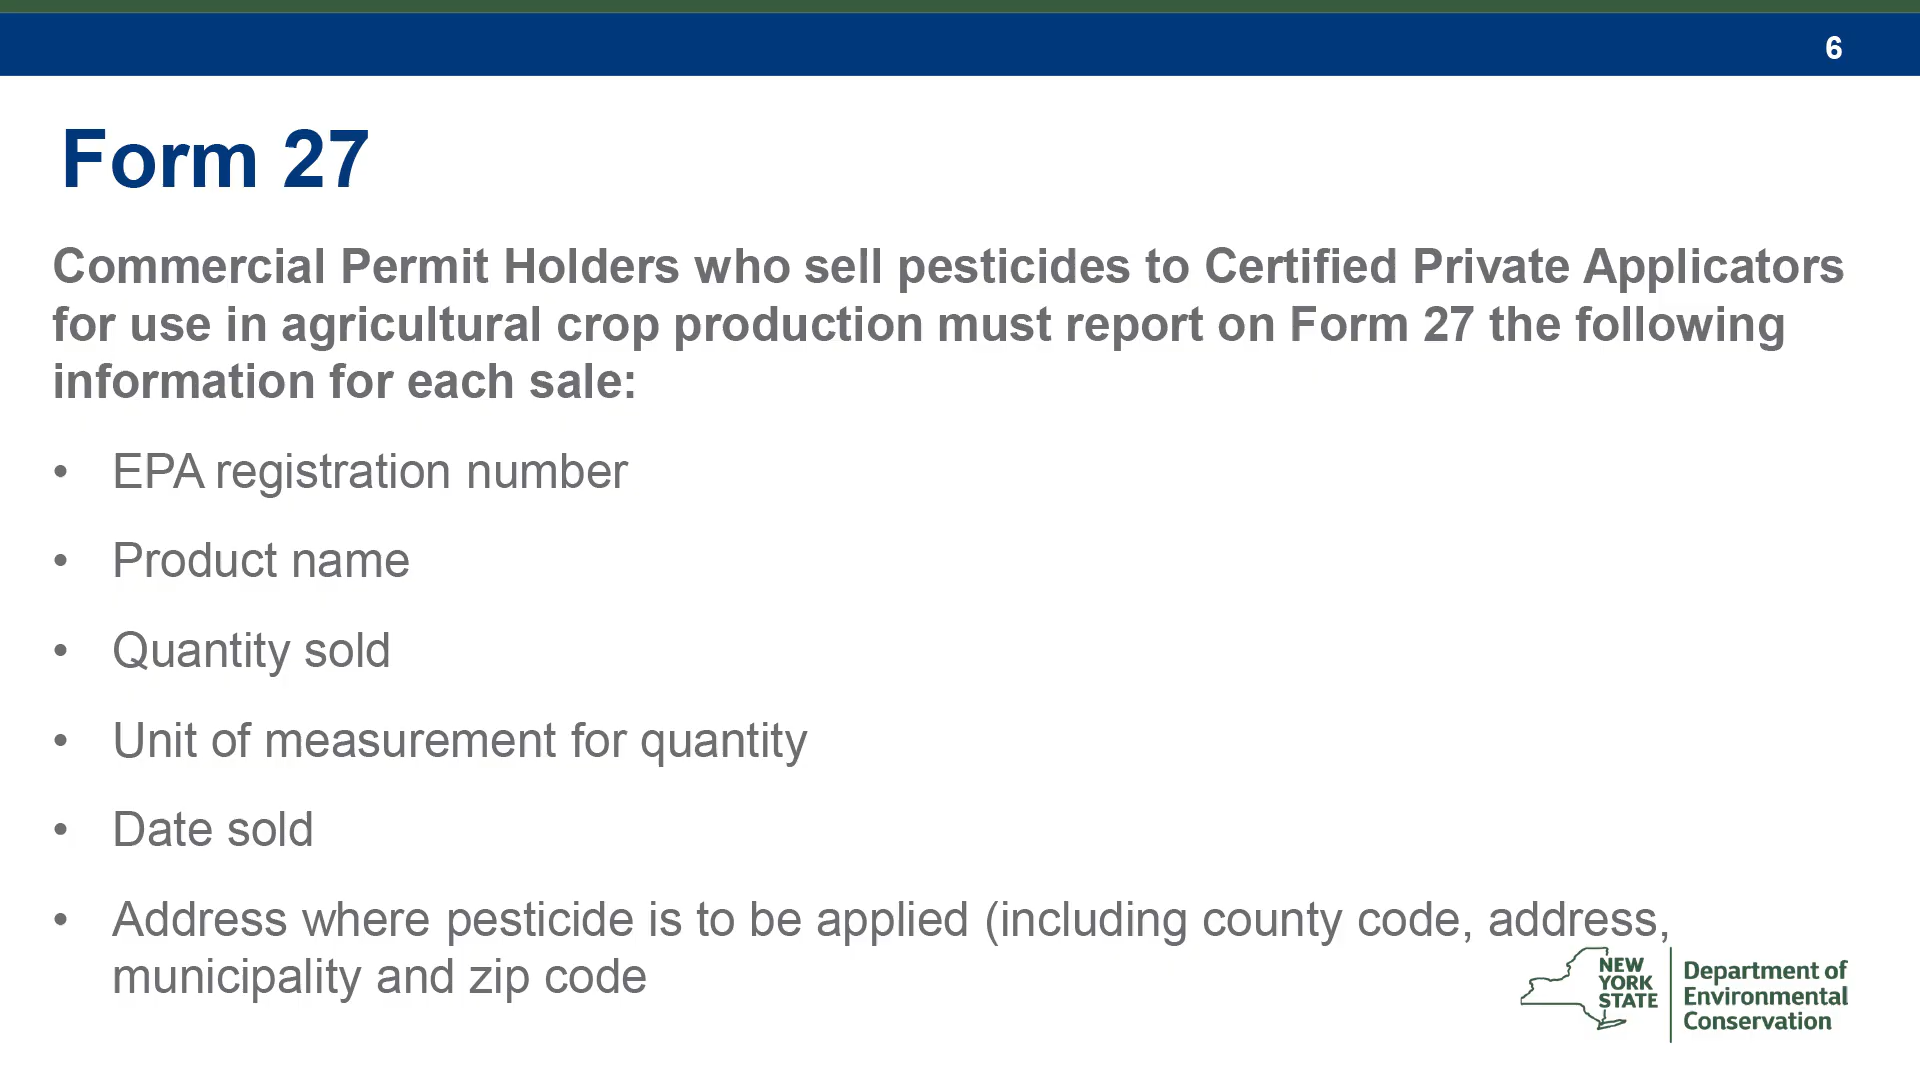 6
Form 27
Commercial Permit Holders who sell pesticides to Certified Private Applicators
for use in agricultural crop production must report on Form 27 the following
information for each sale:
• EPA registration number
• Product name
• Quantity sold
• Unit of measurement for quantity
• Date sold
• Address where pesticide is to be applied (including county code, address,
municipality and zip code
NEW
YORK
STATE
Department of
Environmental
Conservation